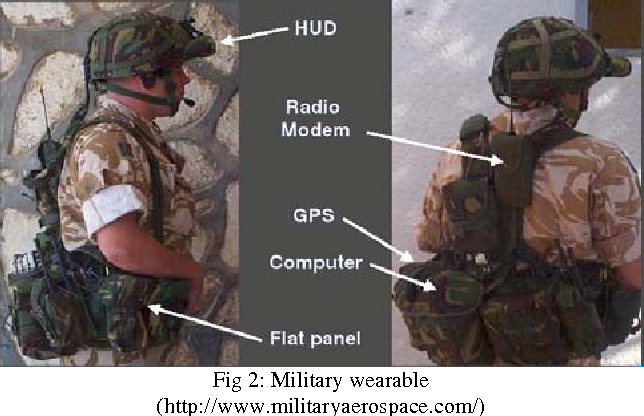 HUD
Radio
Modem
GPS
Computer
Flat panel
Fig 2: Military wearable
(http://www.militaryaerospace.com/)